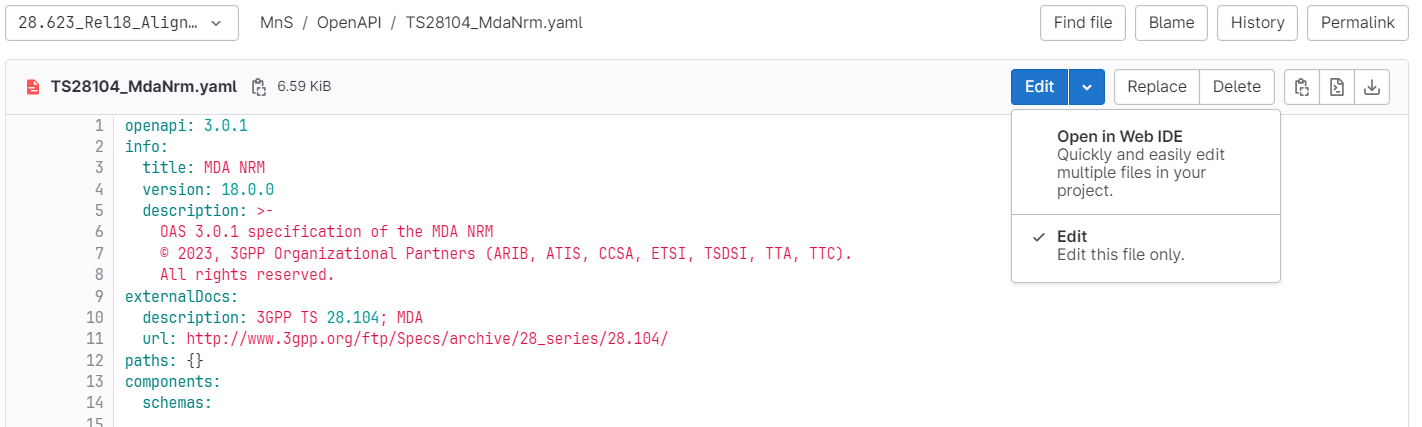 28.623_Rel18_Align... MnS / OpenAPI / TS28104_MdaNrm.yaml Find file Blame History Permalink
TS28104_MdaNrm.yaml 6.59 KiB Edit Replace Delete
1 openapi: 3.0.1
2 info:
3 title: MDA NRM
4 version: 18.0.0
5 description: >-
6 OAS 3.0.1 specification of the MDA NRM
7 © 2023, 3GPP Organizational Partners (ARIB, ATIS, CCSA, ETSI, TSDSI, TTA, TTC).
8 All rights reserved.
9 externalDocs:
10 description: 3GPP TS 28.104; MDA
11 url: http://www.3gpp.org/ftp/Specs/archive/28_series/28.104/
12 paths: {}
13 components:
14 schemas:
15
Open in Web IDE
Quickly and easily edit
multiple files in your
project.
Edit
Edit this file only.